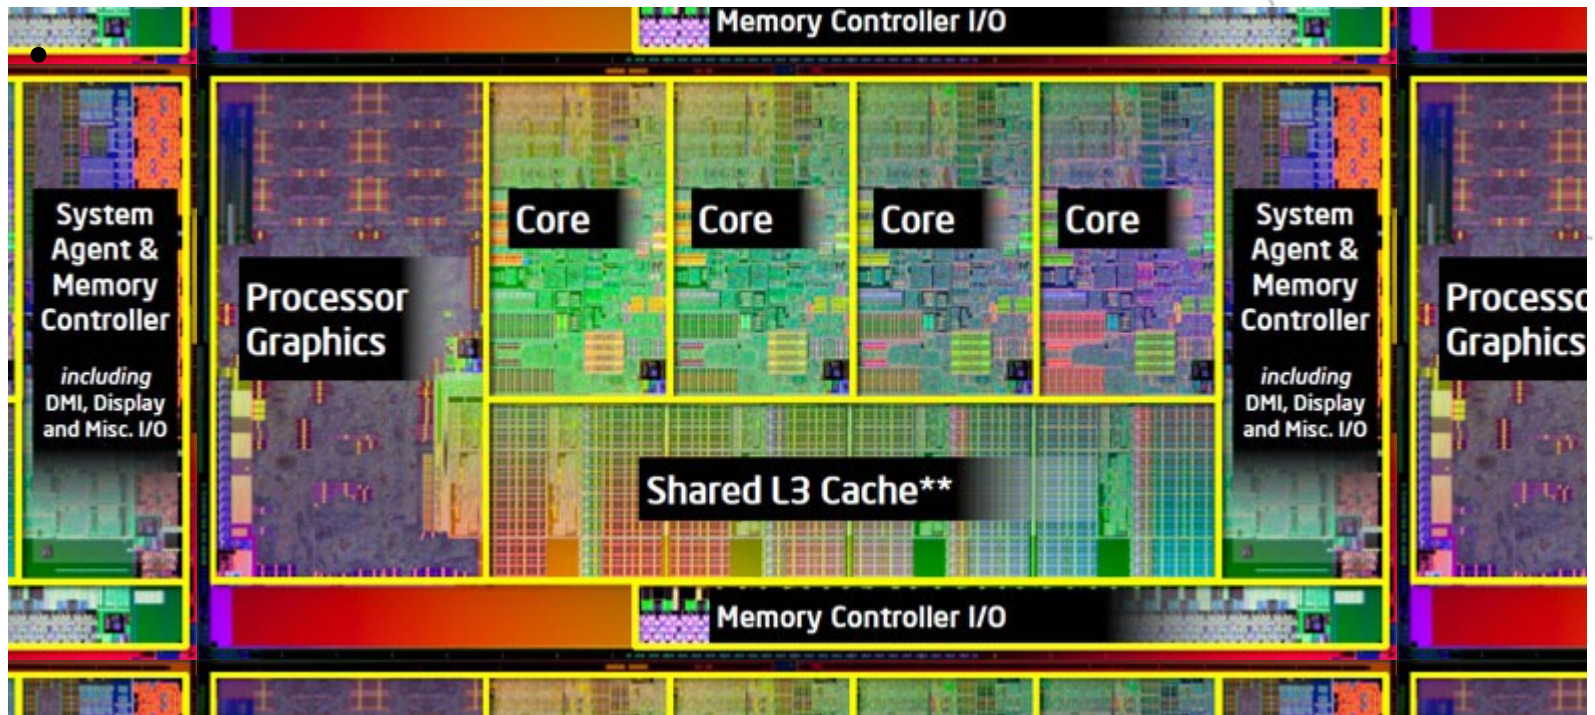 Memory Controller I/O
System
Agent &
Memory
Controller
including
DMI, Display
and Misc. I/O
Processor
Graphics
Core
Core
Core
Core
Shared L3 Cache**
System
Agent &
Memory
Controller
including
DMI, Display
and Misc. I/O
Graphics
Memory Controller I/O